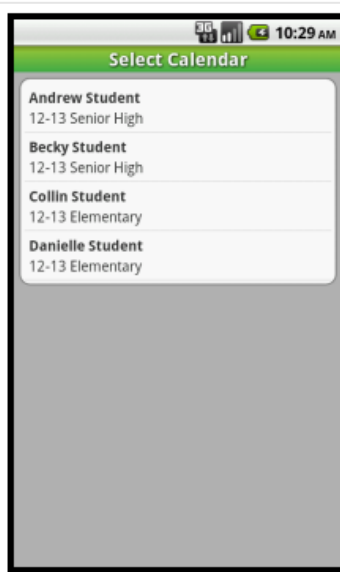 3G 10:29 AM
Select Calendar
Andrew Student
12-13 Senior High
Becky Student
12-13 Senior High
Collin Student
12-13 Elementary
Danielle Student
12-13 Elementary